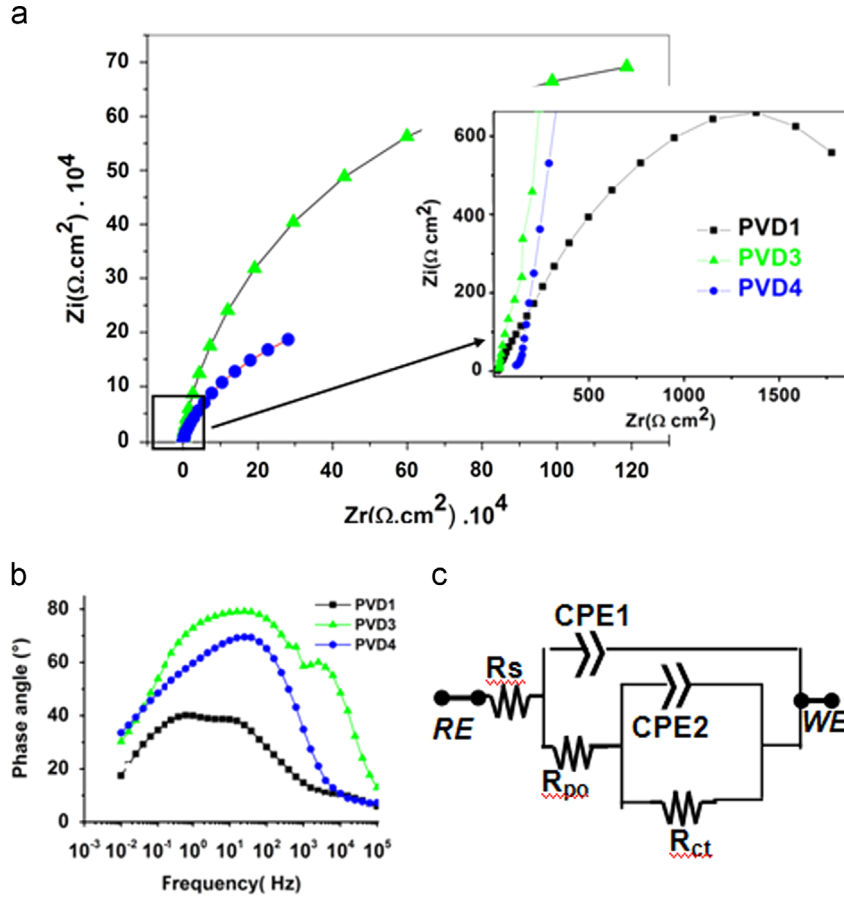 a
Zi(Ω.cm²) . 10⁴
70
60
50
40
30
20
10
0
0 20 40 60 80 100 120
Zr(Ω.cm²) .10⁴
Zi(Ω cm²)
600
400
200
0
500 1000 1500
Zr(Ω cm²)
PVD1
PVD3
PVD4
b
Phase angle (°)
80
60
40
20
0
10⁻³ 10⁻² 10⁻¹ 10⁰ 10¹ 10² 10³ 10⁴ 10⁵
Frequency( Hz)
PVD1
PVD3
PVD4
c
CPE1
Rs
RE
CPE2
WE
Rpo
Rct